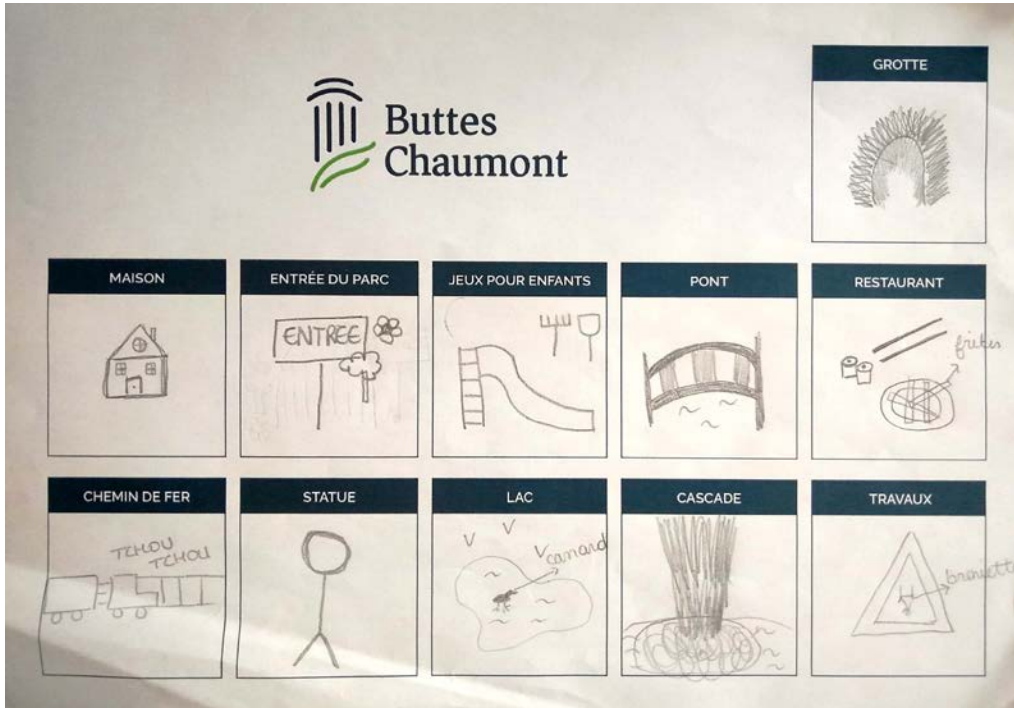 Buttes
Chaumont
GROTTE
MAISON
ENTRÉE DU PARC
JEUX POUR ENFANTS
PONT
RESTAURANT
ENTREE
frites
CHEMIN DE FER
STATUE
LAC
CASCADE
TRAVAUX
TCHOU
TCHOU
canard
brouette